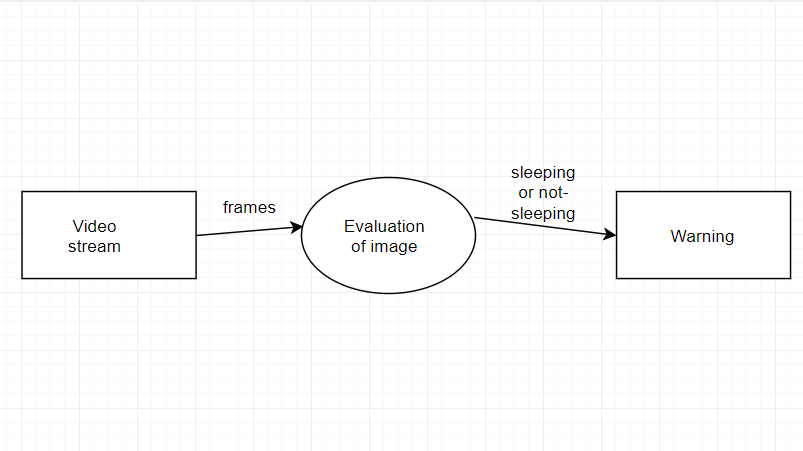 Video
stream
frames
Evaluation
of image
sleeping
or not-
sleeping
Warning